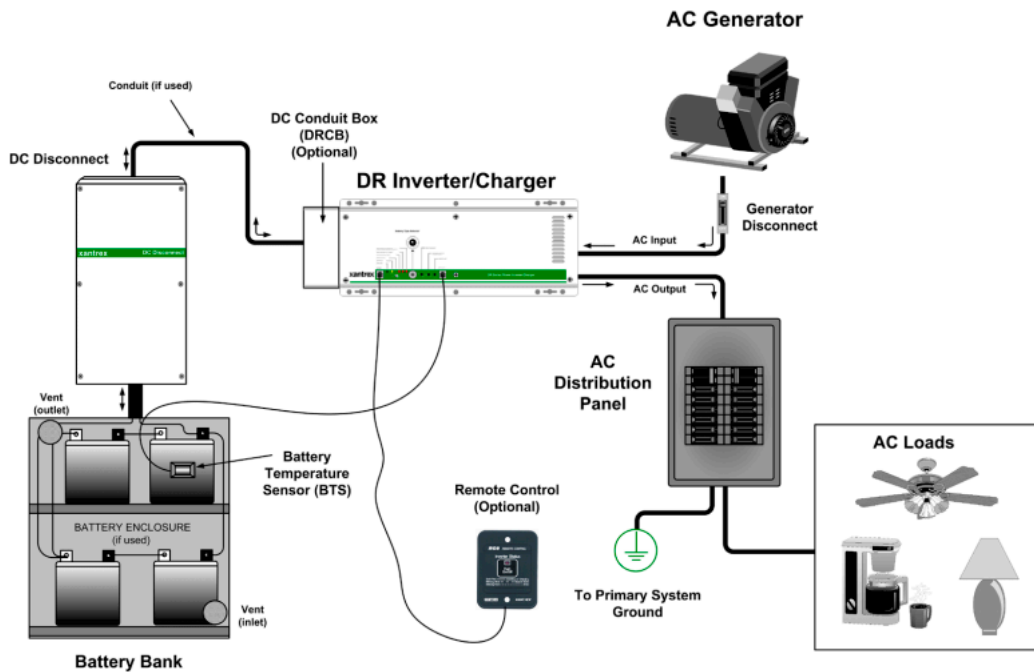 AC Generator
Conduit (if used)
DC Conduit Box
(DRCB)
(Optional)
DC Disconnect
DR Inverter/Charger
Generator
Disconnect
AC Input
xantrex
DC Disconnect
xantrex
AC Output
AC
Distribution
Panel
Vent
(outlet)
AC Loads
Battery
Temperature
Sensor (BTS)
Remote Control
(Optional)
BATTERY ENCLOSURE
(if used)
To Primary System
Ground
Vent
(inlet)
Battery Bank